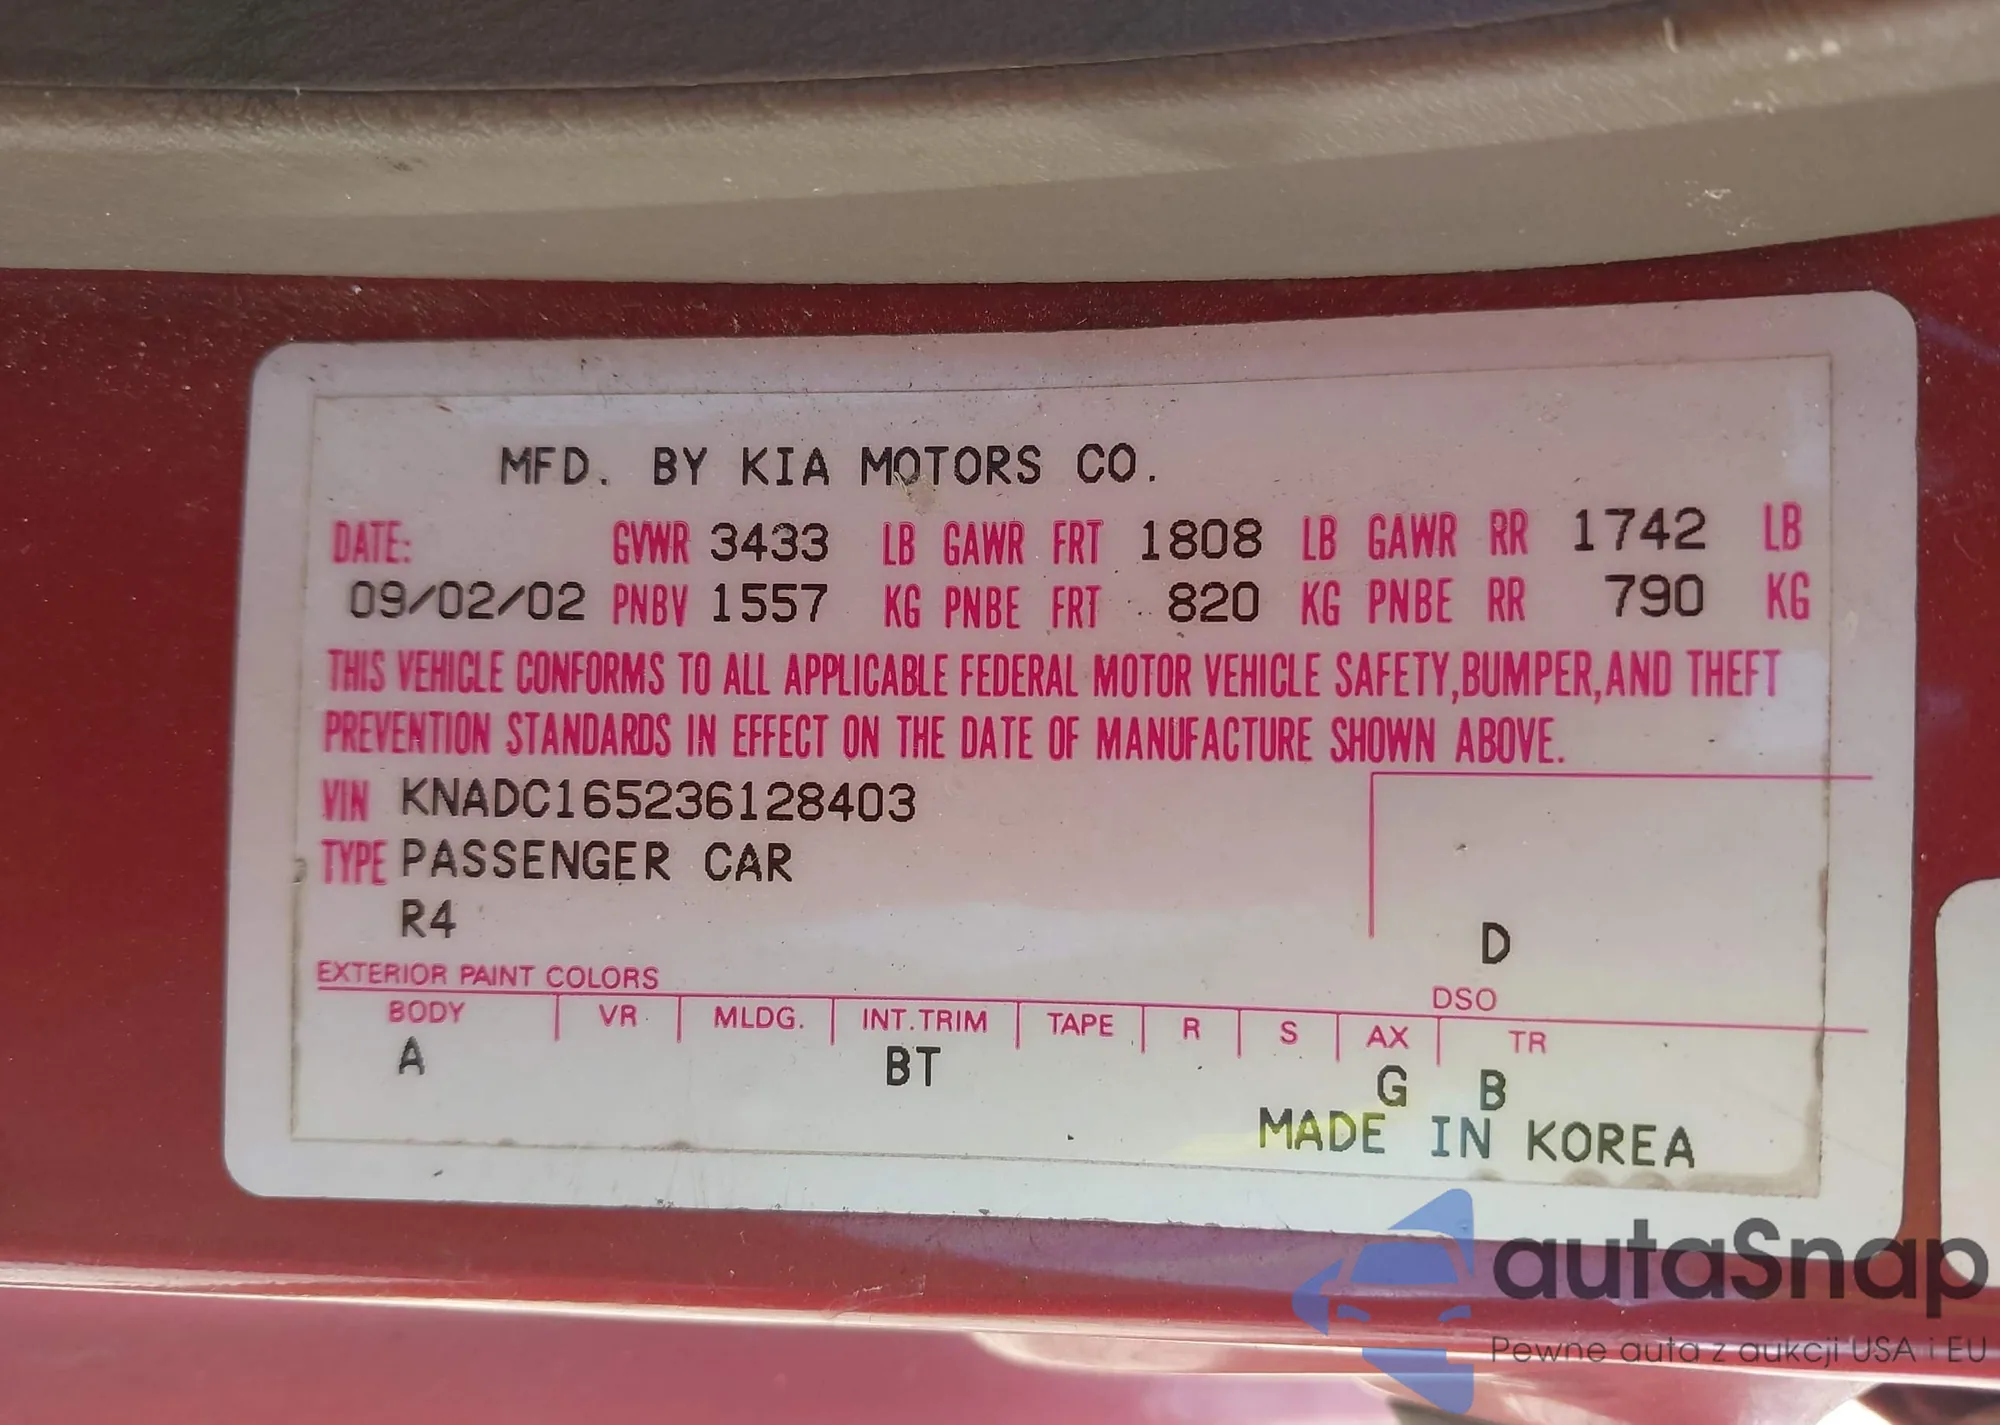 MFD. BY KIA MOTORS CO.
DATE: GVWR 3433 LB GAWR FRT 1808 LB GAWR RR 1742 LB
09/02/02 PNBV 1557 KG PNBE FRT 820 KG PNBE RR 790 KG
THIS VEHICLE CONFORMS TO ALL APPLICABLE FEDERAL MOTOR VEHICLE SAFETY,BUMPER,AND THEFT
PREVENTION STANDARDS IN EFFECT ON THE DATE OF MANUFACTURE SHOWN ABOVE.
VIN KNADC165236128403
TYPE PASSENGER CAR
R4
D
EXTERIOR PAINT COLORS
DSO
BODY VR MLDG. INT.TRIM TAPE R S AX TR
A BT G B
MADE IN KOREA
autaSnap
Pewne auta z aukcji USA i EU